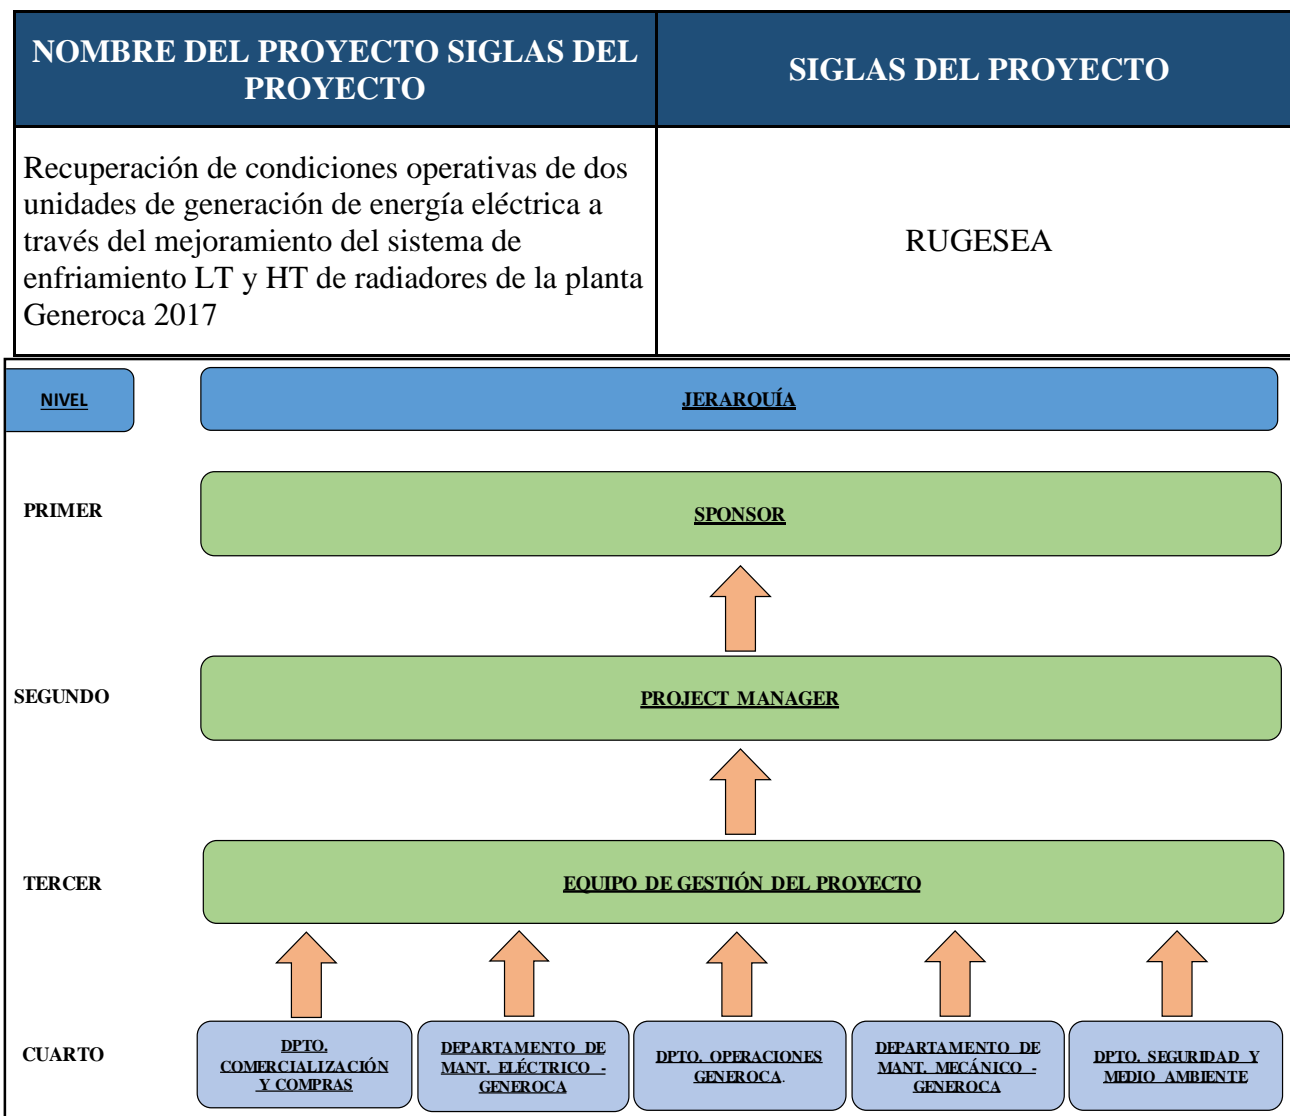 NOMBRE DEL PROYECTO SIGLAS DEL
PROYECTO
SIGLAS DEL PROYECTO
Recuperación de condiciones operativas de dos
unidades de generación de energía eléctrica a
través del mejoramiento del sistema de
enfriamiento LT y HT de radiadores de la planta
Generoca 2017
RUGESEA
NIVEL
JERARQUÍA
PRIMER
SPONSOR
SEGUNDO
PROJECT MANAGER
TERCER
EQUIPO DE GESTIÓN DEL PROYECTO
CUARTO
DPTO.
COMERCIALIZACIÓN
Y COMPRAS
DEPARTAMENTO DE
MANT. ELÉCTRICO -
GENEROCA
DPTO. OPERACIONES
GENEROCA.
DEPARTAMENTO DE
MANT. MECÁNICO -
GENEROCA
DPTO. SEGURIDAD Y
MEDIO AMBIENTE